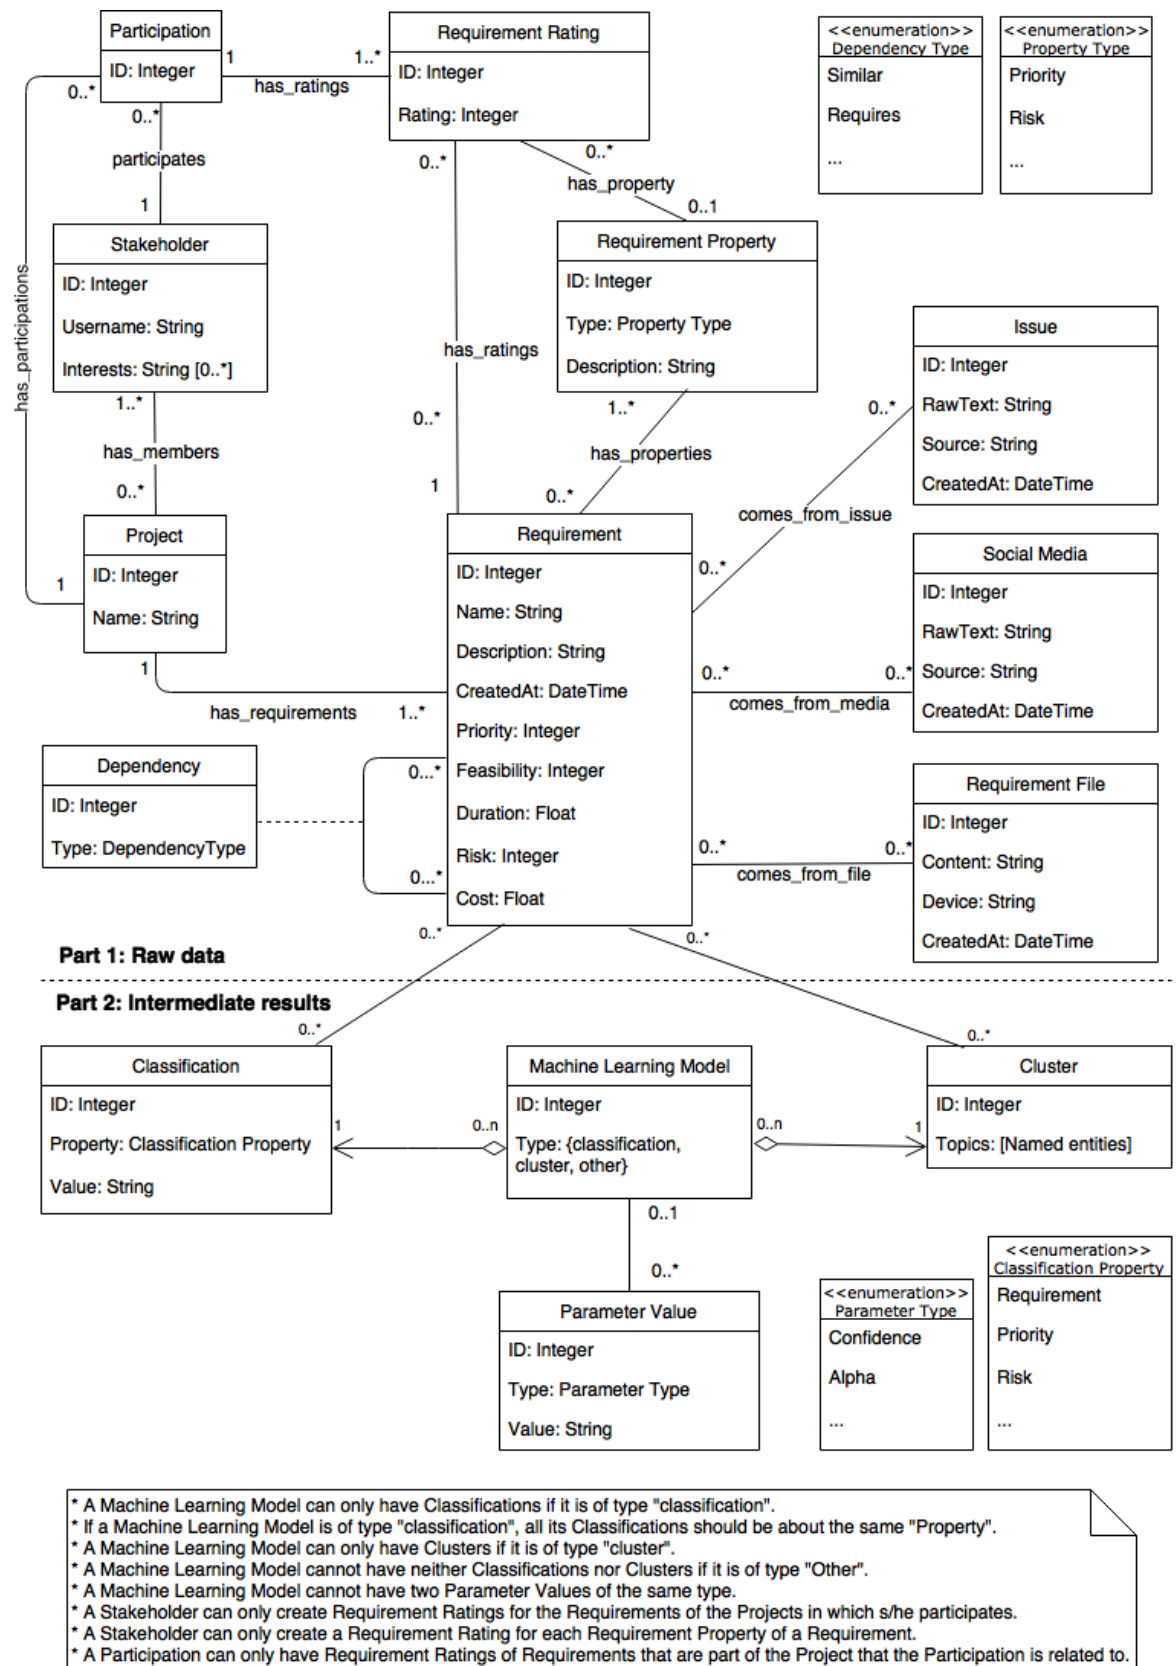 Participation
ID: Integer
1
1..*
has_ratings
0..*
0..*
participates
1
Requirement Rating
ID: Integer
Rating: Integer
0..*
0..*
has_property
0..1
<<enumeration>>
Dependency Type
Similar
Requires
...
<<enumeration>>
Property Type
Priority
Risk
...
Stakeholder
ID: Integer
Username: String
Interests: String [0..*]
1..*
has_members
0..*
has_participations
Requirement Property
ID: Integer
Type: Property Type
Description: String
1..*
has_properties
0..*
has_ratings
0..*
1
Issue
ID: Integer
RawText: String
Source: String
CreatedAt: DateTime
0..*
comes_from_issue
0..*
Project
ID: Integer
Name: String
1
1
has_requirements
1..*
Requirement
ID: Integer
Name: String
Description: String
CreatedAt: DateTime
Priority: Integer
Feasibility: Integer
Duration: Float
Risk: Integer
Cost: Float
Social Media
ID: Integer
RawText: String
Source: String
CreatedAt: DateTime
0..*
0..*
comes_from_media
Dependency
ID: Integer
Type: DependencyType
0...*
0...*
Requirement File
ID: Integer
Content: String
Device: String
CreatedAt: DateTime
0..*
0..*
comes_from_file
0..*
0..*
Part 1: Raw data
Part 2: Intermediate results
0..*
0..*
Classification
ID: Integer
Property: Classification Property
Value: String
1
0..n
Machine Learning Model
ID: Integer
Type: {classification,
cluster, other}
0..n
1
Cluster
ID: Integer
Topics: [Named entities]
0..1
0..*
Parameter Value
ID: Integer
Type: Parameter Type
Value: String
<<enumeration>>
Parameter Type
Confidence
Alpha
...
<<enumeration>>
Classification Property
Requirement
Priority
Risk
...
* A Machine Learning Model can only have Classifications if it is of type "classification".
* If a Machine Learning Model is of type "classification", all its Classifications should be about the same "Property".
* A Machine Learning Model can only have Clusters if it is of type "cluster".
* A Machine Learning Model cannot have neither Classifications nor Clusters if it is of type "Other".
* A Machine Learning Model cannot have two Parameter Values of the same type.
* A Stakeholder can only create Requirement Ratings for the Requirements of the Projects in which s/he participates.
* A Stakeholder can only create a Requirement Rating for each Requirement Property of a Requirement.
* A Participation can only have Requirement Ratings of Requirements that are part of the Project that the Participation is related to.